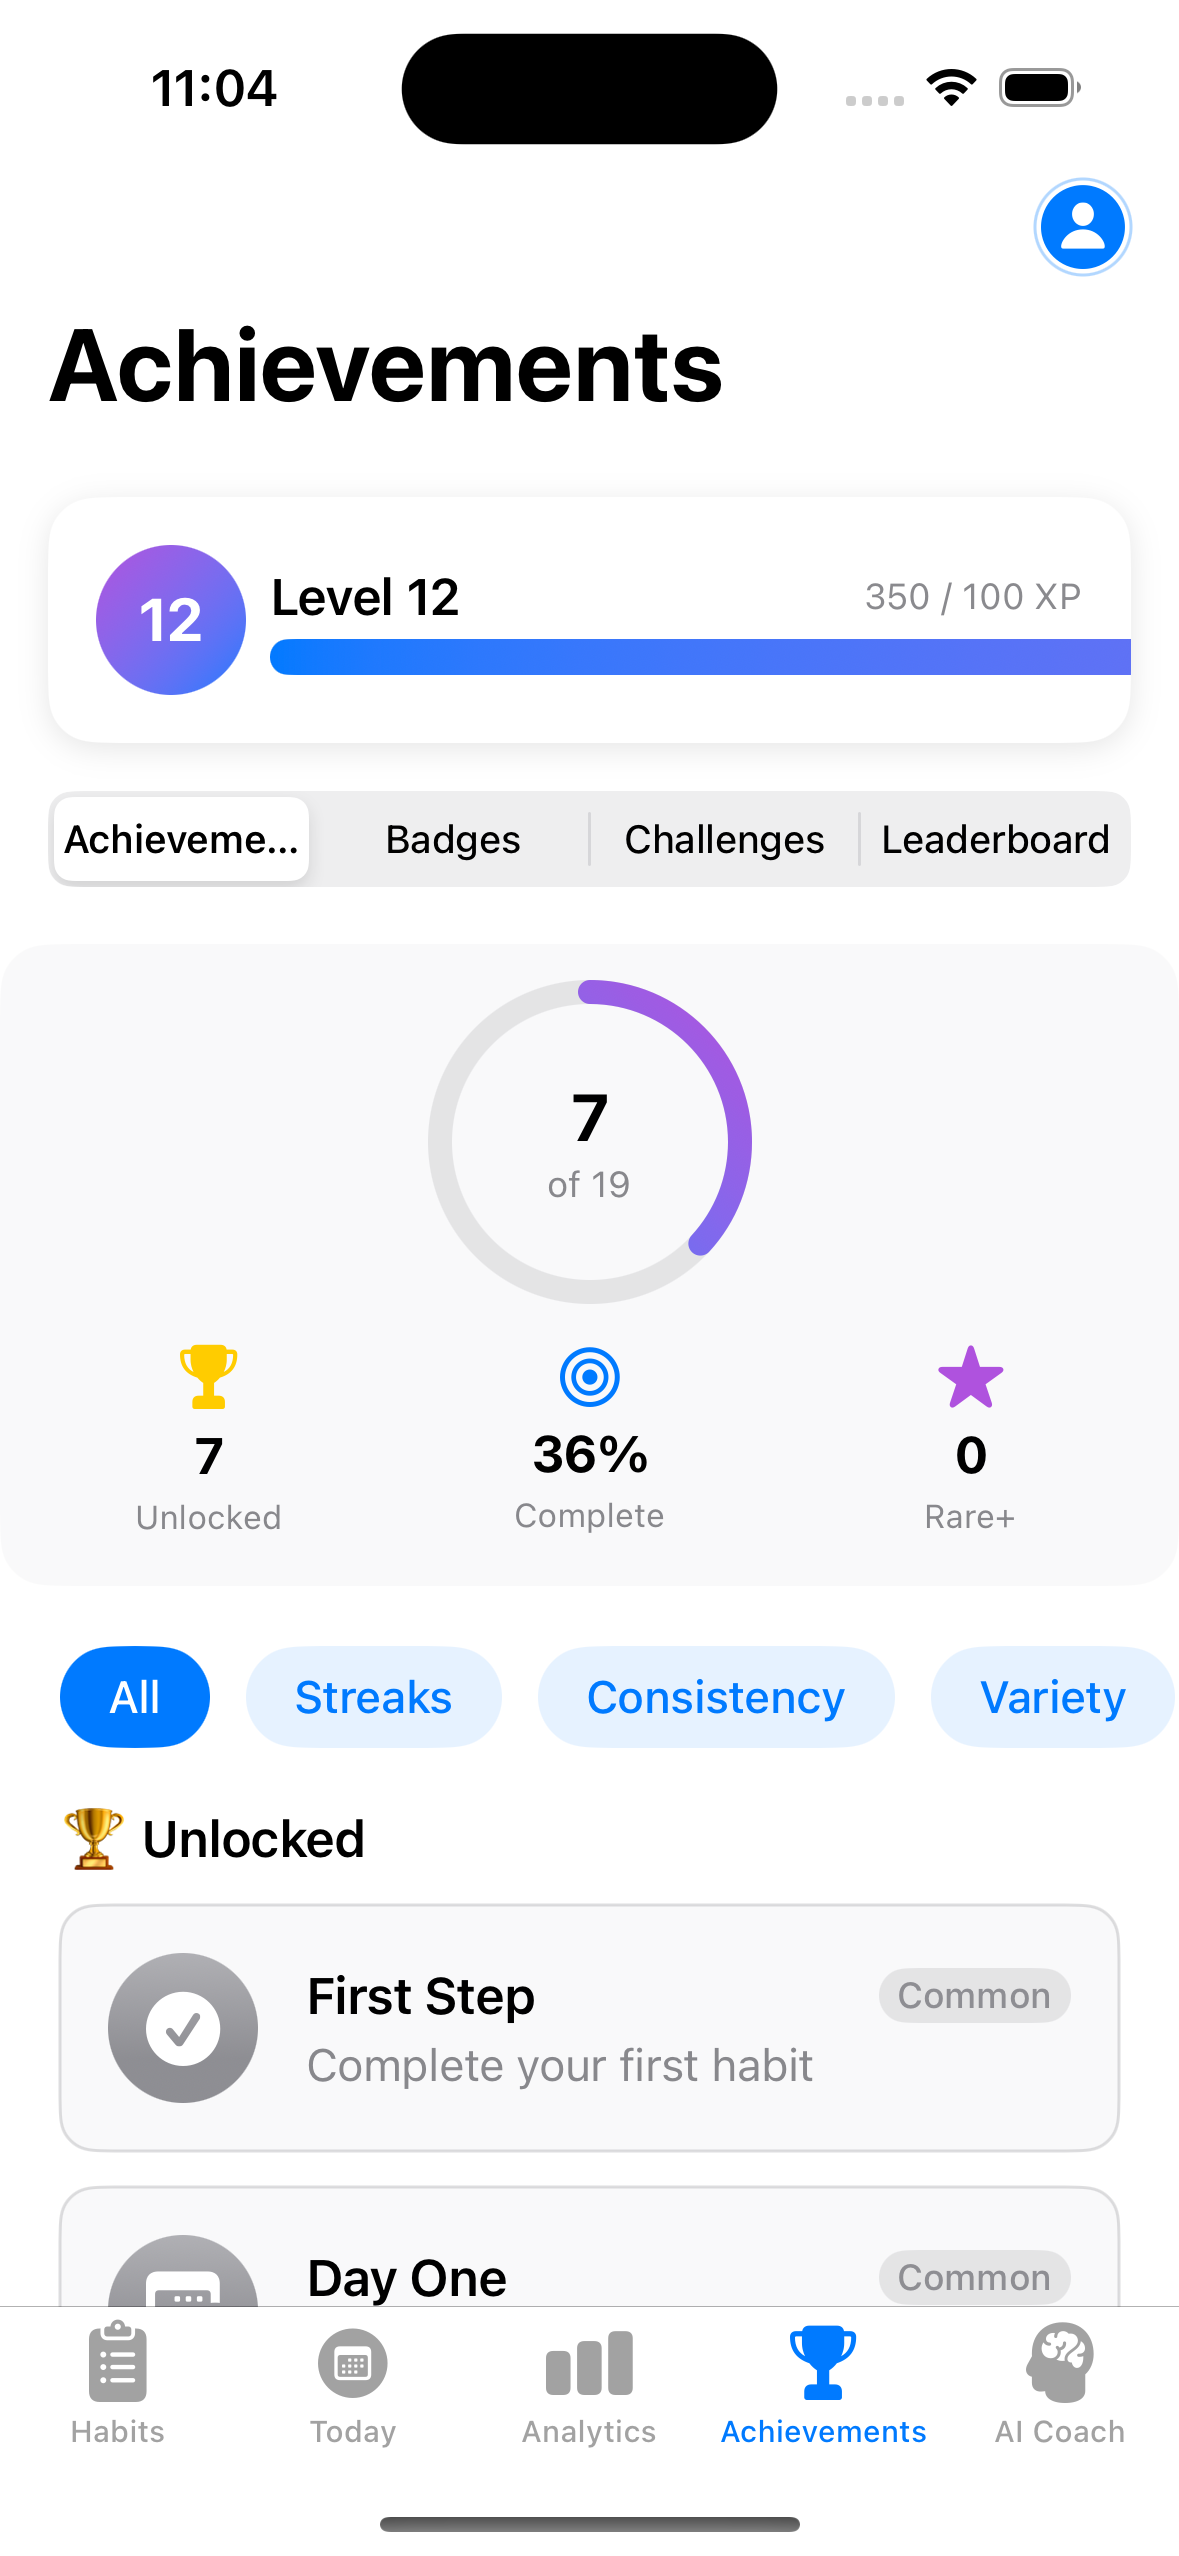 11:04
Achievements
12
Level 12
350 / 100 XP
Achieveme...
Badges
Challenges
Leaderboard
7
of 19
7
Unlocked
36%
Complete
0
Rare+
All
Streaks
Consistency
Variety
🏆 Unlocked
First Step
Common
Complete your first habit
Day One
Common
Habits
Today
Analytics
Achievements
AI Coach